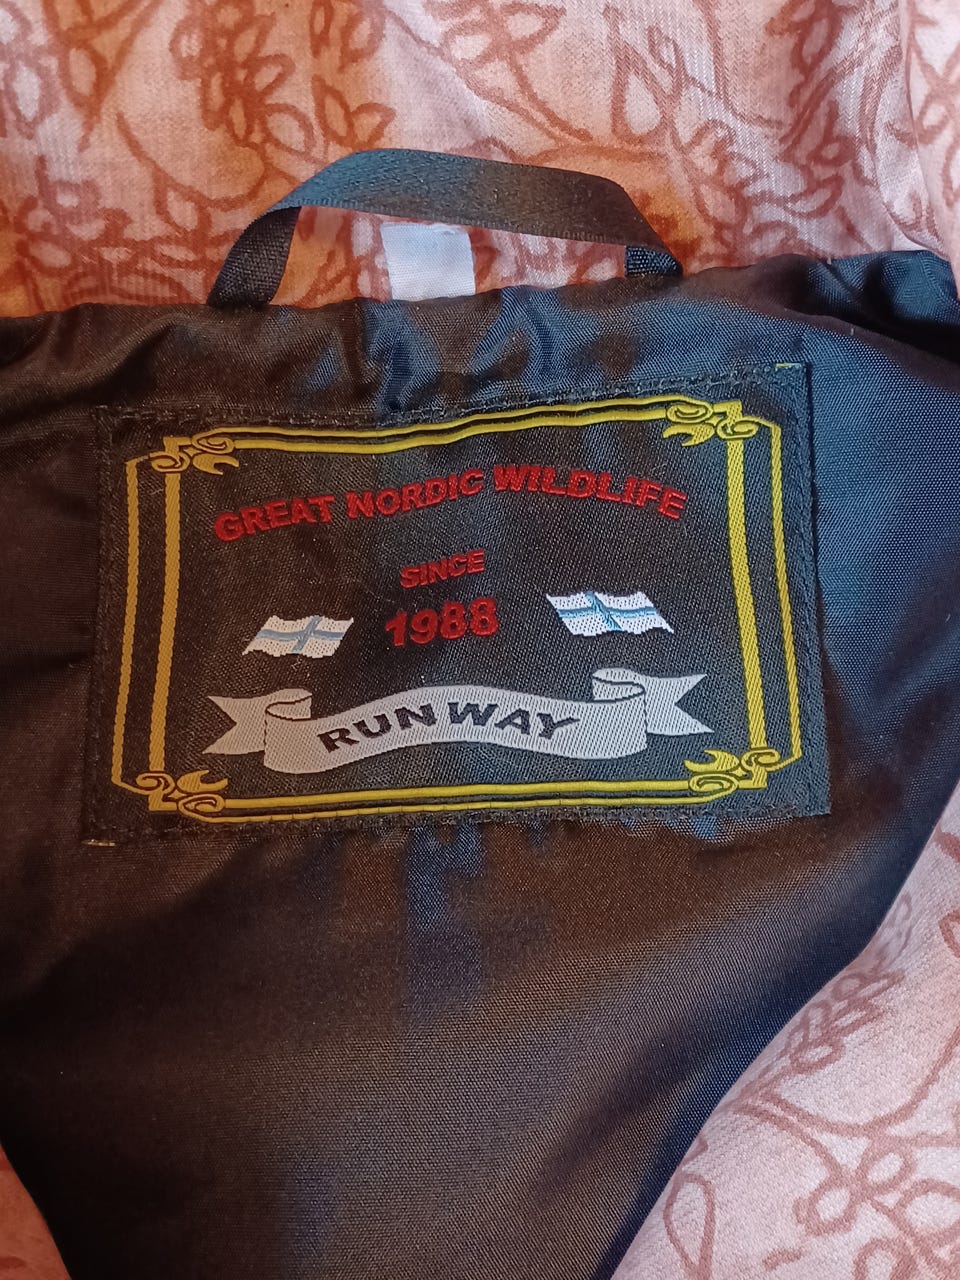 GREAT NORDIC WILDLIFE
SINCE
1988
RUNWAY